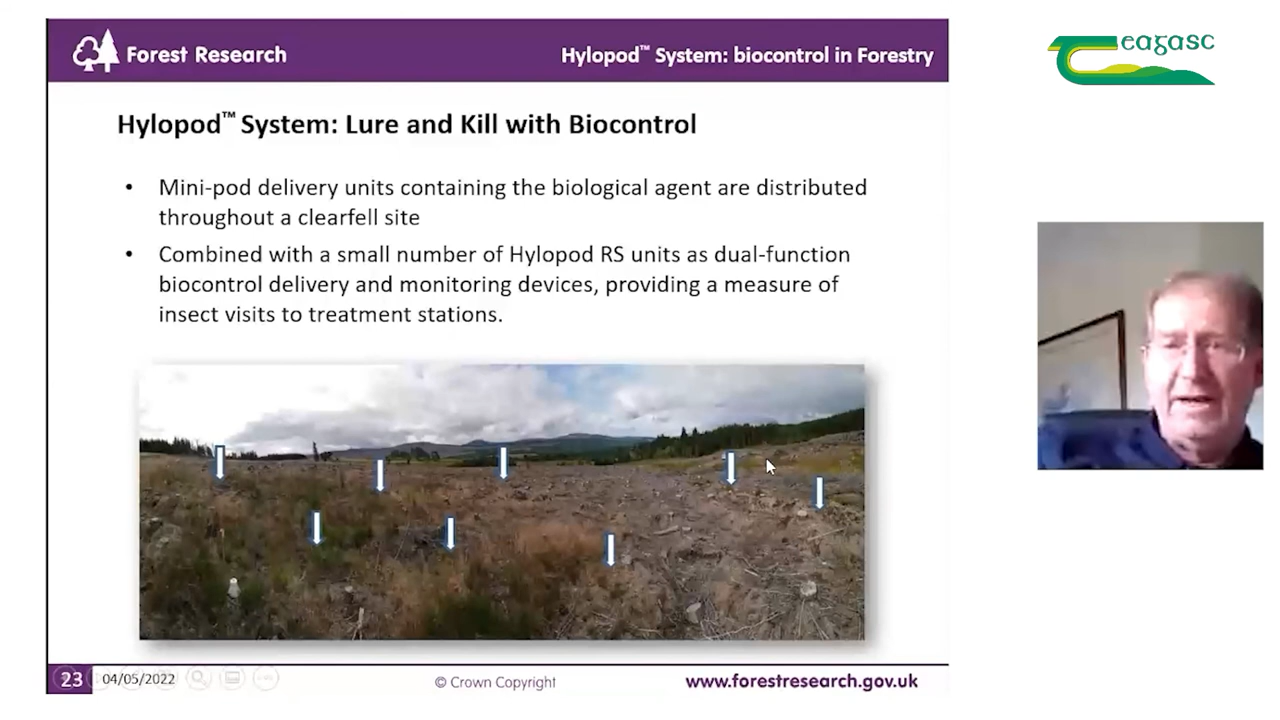 Forest Research
Hylopod™ System: biocontrol in Forestry
eagasc
Hylopod™ System: Lure and Kill with Biocontrol
• Mini-pod delivery units containing the biological agent are distributed
throughout a clearfell site
• Combined with a small number of Hylopod RS units as dual-function
biocontrol delivery and monitoring devices, providing a measure of
insect visits to treatment stations.
23
04/05/2022
© Crown Copyright
www.forestresearch.gov.uk